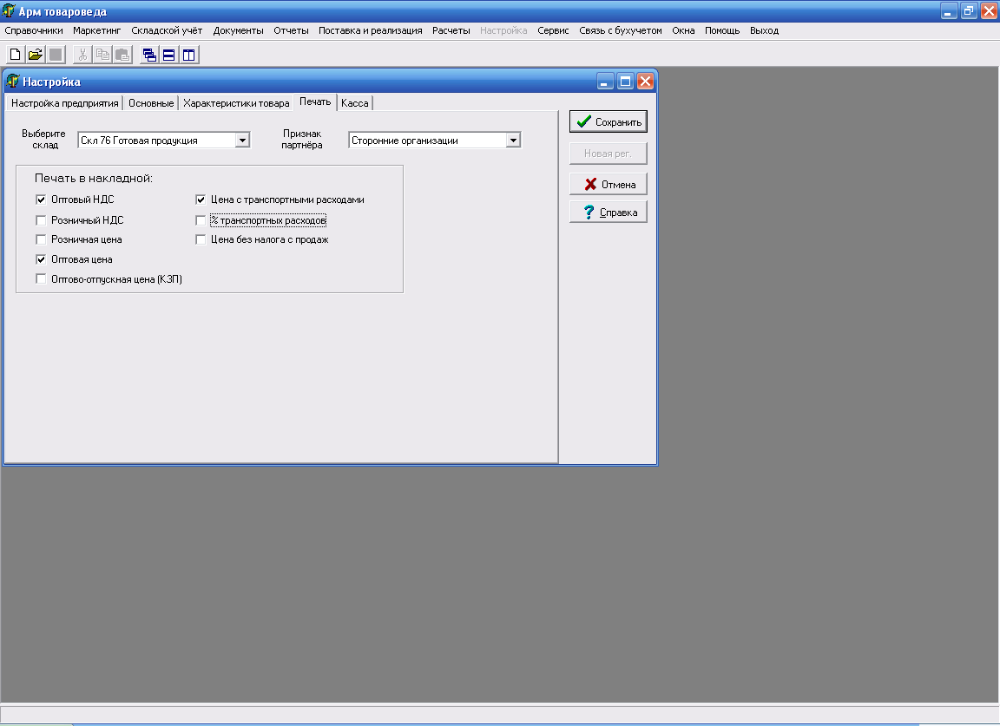 Арм товароведа
Справочники Маркетинг Складской учёт Документы Отчеты Поставка и реализация Расчеты Настройка Сервис Связь с бухучетом Окна Помощь Выход
Настройка
Настройка предприятия Основные Характеристики товара Печать Касса
Выберите склад
Скл 76 Готовая продукция
Признак партнёра
Сторонние организации
Печать в накладной:
Оптовый НДС
Цена с транспортными расходами
Розничный НДС
% транспортных расходов
Розничная цена
Цена без налога с продаж
Оптовая цена
Оптово-отпускная цена (КЗП)
Сохранить
Новая рег.
Отмена
Справка